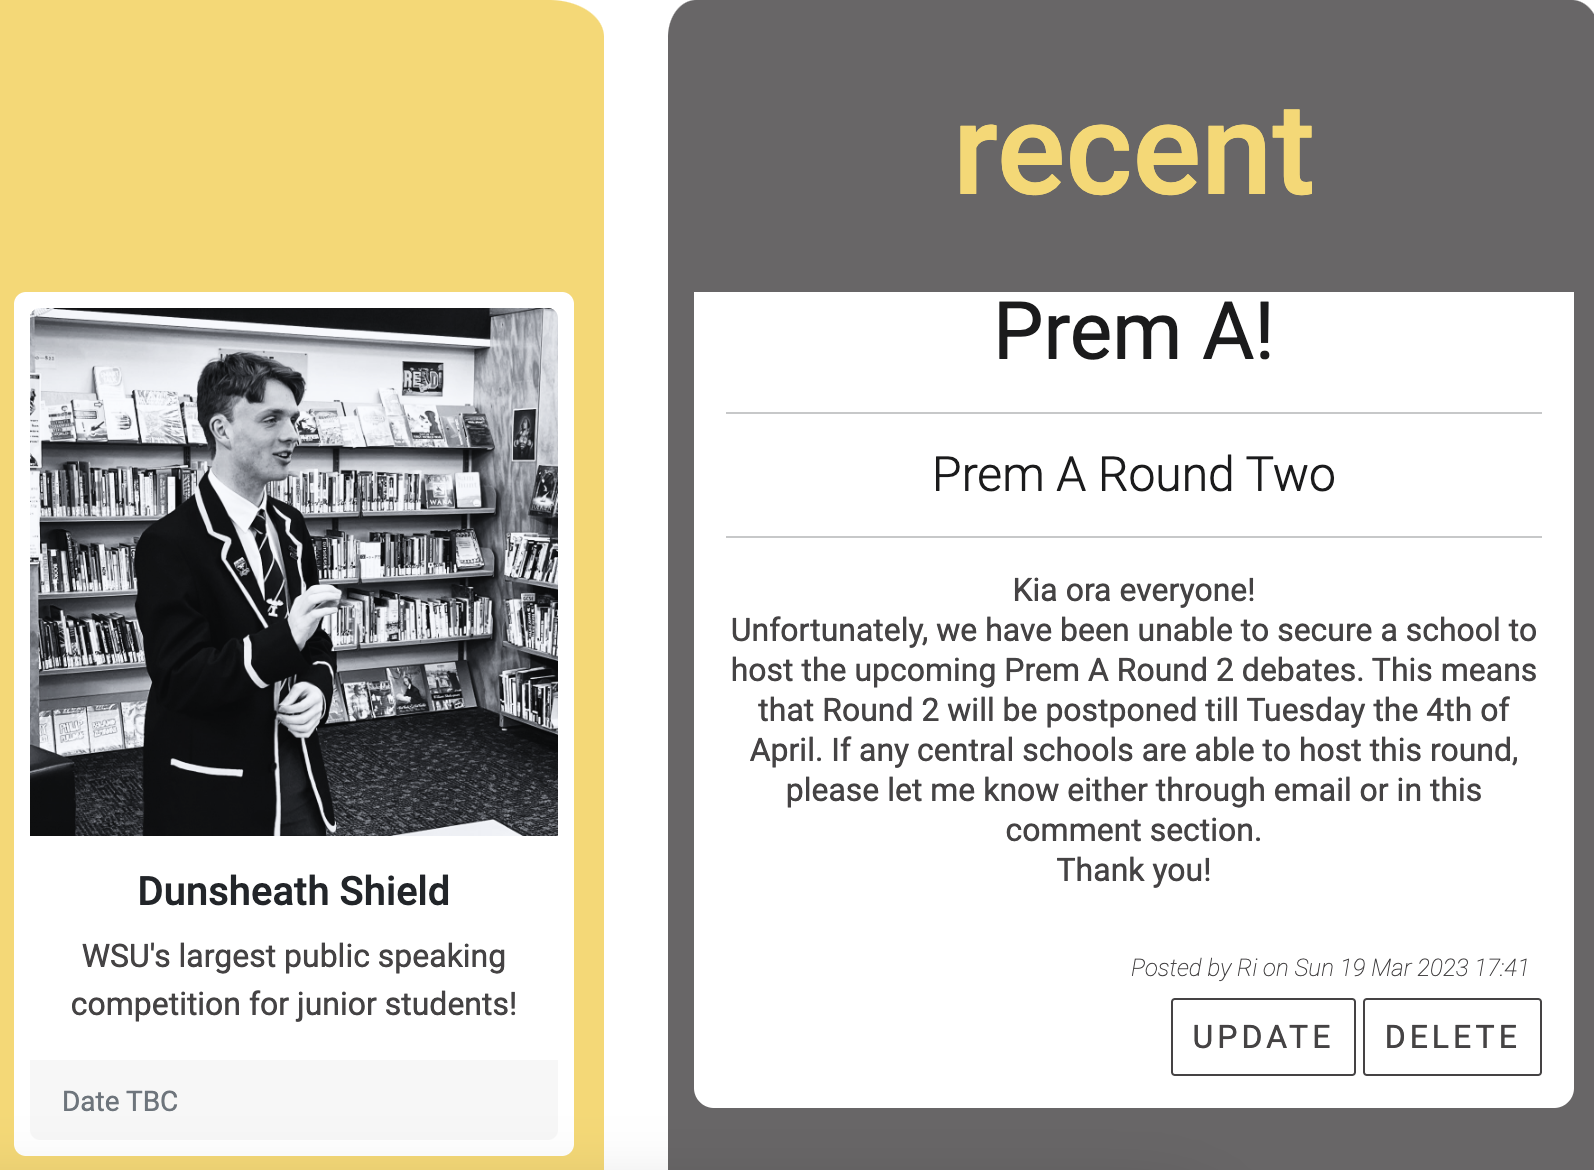 READ!
Dunsheath Shield
WSU's largest public speaking
competition for junior students!
Date TBC
recent
Prem A!
Prem A Round Two
Kia ora everyone!
Unfortunately, we have been unable to secure a school to
host the upcoming Prem A Round 2 debates. This means
that Round 2 will be postponed till Tuesday the 4th of
April. If any central schools are able to host this round,
please let me know either through email or in this
comment section.
Thank you!
Posted by Ri on Sun 19 Mar 2023 17:41
UPDATE DELETE